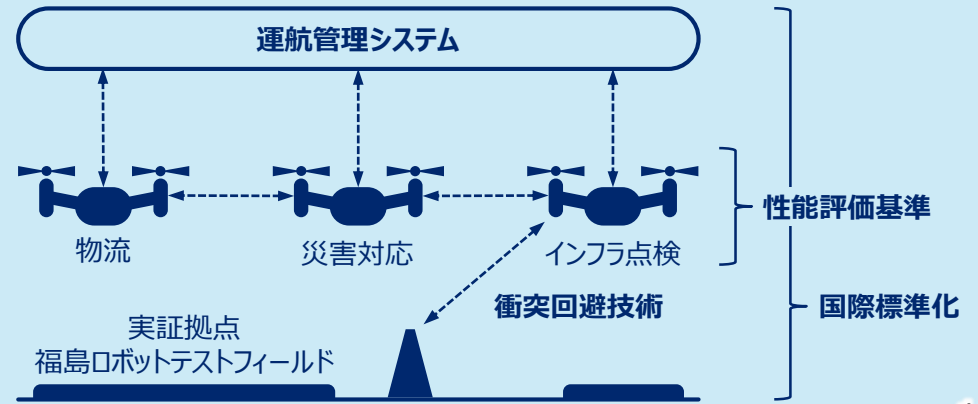 運航管理システム
物流
災害対応
インフラ点検
性能評価基準
衝突回避技術
国際標準化
実証拠点
福島ロボットテストフィールド